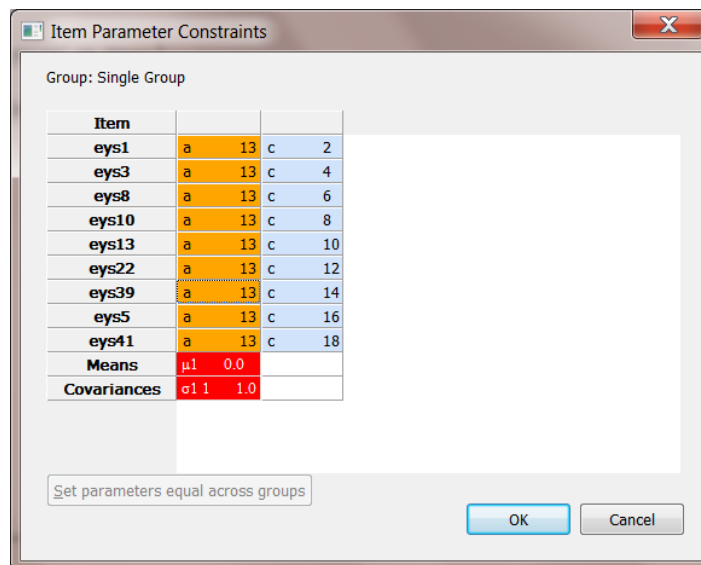 Item Parameter Constraints
Group: Single Group
Item
eys1 a 13 c 2
eys3 a 13 c 4
eys8 a 13 c 6
eys10 a 13 c 8
eys13 a 13 c 10
eys22 a 13 c 12
eys39 a 13 c 14
eys5 a 13 c 16
eys41 a 13 c 18
Means μ1 0.0
Covariances σ1 1 1.0
Set parameters equal across groups
OK Cancel